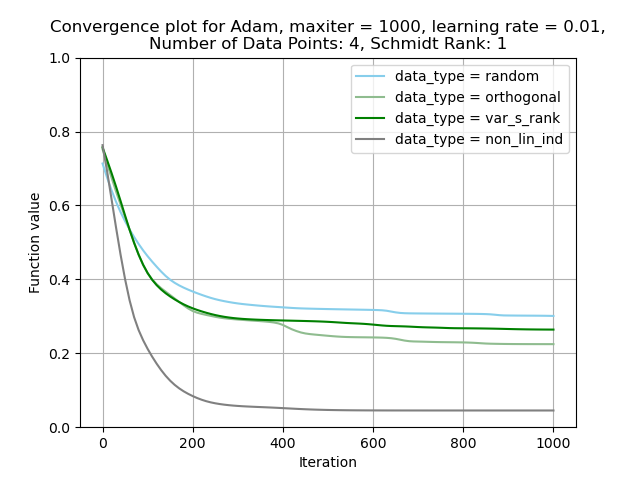 Convergence plot for Adam, maxiter = 1000, learning rate = 0.01,
Number of Data Points: 4, Schmidt Rank: 1
data_type = random
data_type = orthogonal
data_type = var_s_rank
data_type = non_lin_ind
Function value
1.0
0.8
0.6
0.4
0.2
0.0
0 200 400 600 800 1000
Iteration